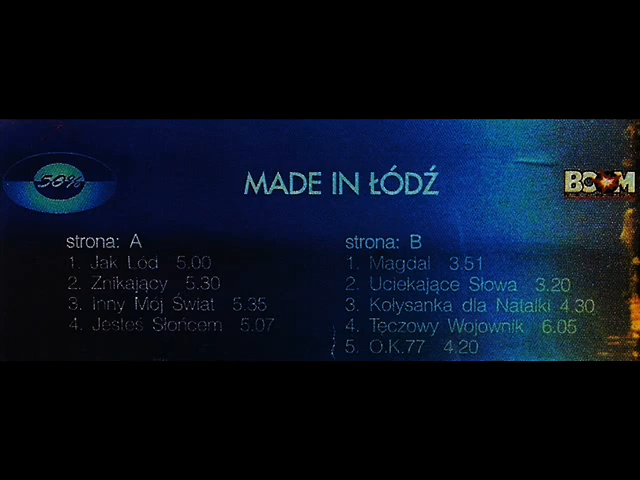 50%
MADE IN ŁÓDŹ
BOOM
strona: A
1. Jak Lód 5.00
2. Znikający 5.30
3. Inny Mój Świat 5.35
4. Jesteś Słońcem 5.07
strona: B
1. Magdal 3.51
2. Uciekające Słowa 3.20
3. Kołysanka dla Natalki 4.30
4. Tęczowy Wojownik 6.05
5. O.K.77 4.20